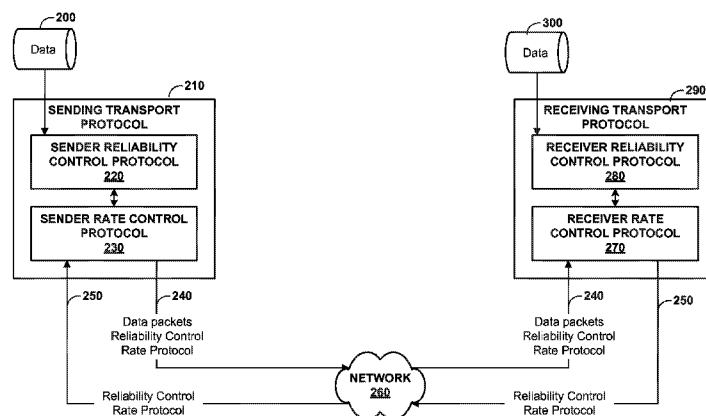 200
Data
210
SENDING TRANSPORT
PROTOCOL
SENDER RELIABILITY
CONTROL PROTOCOL
220
SENDER RATE CONTROL
PROTOCOL
230
250
240
Data packets
Reliability Control
Rate Protocol
Reliability Control
Rate Protocol
NETWORK
260
300
Data
290
RECEIVING TRANSPORT
PROTOCOL
RECEIVER RELIABILITY
CONTROL PROTOCOL
280
RECEIVER RATE
CONTROL PROTOCOL
270
240
250
Data packets
Reliability Control
Rate Protocol
Reliability Control
Rate Protocol